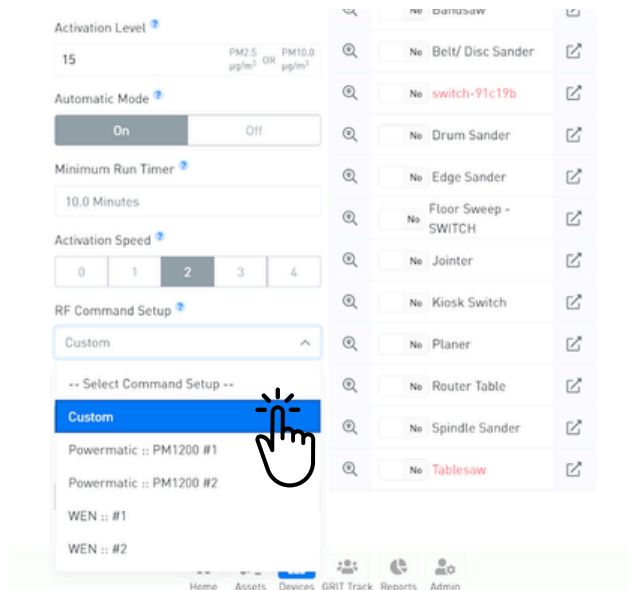 Activation Level ?
15
PM2.5
µg/m³
OR
PM10.0
µg/m³
Automatic Mode ?
On
Off
Minimum Run Timer ?
10.0 Minutes
Activation Speed ?
0 1 2 3 4
RF Command Setup ?
Custom
-- Select Command Setup --
Custom
Powermatic :: PM1200 #1
Powermatic :: PM1200 #2
WEN :: #1
WEN :: #2
No Bandsaw
No Belt/ Disc Sander
No switch-91c19b
No Drum Sander
No Edge Sander
No Floor Sweep -
SWITCH
No Jointer
No Kiosk Switch
No Planer
No Router Table
No Spindle Sander
No Tablesaw
Home Assets Devices GRIT Track Reports Admin